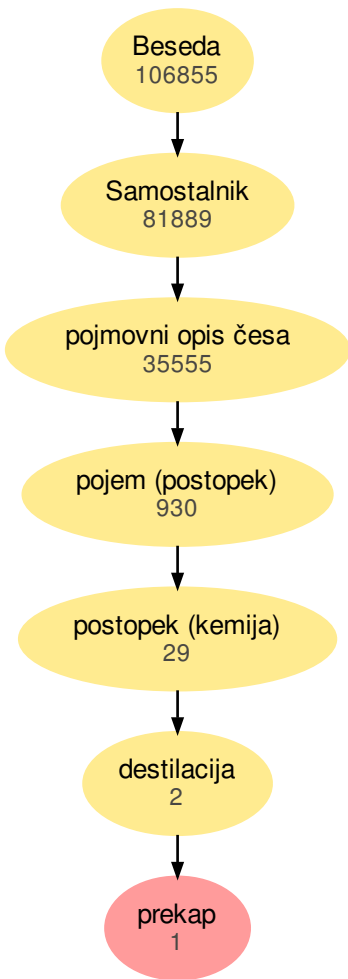 Beseda
106855
Samostalnik
81889
pojmovni opis česa
35555
pojem (postopek)
930
postopek (kemija)
29
destilacija
2
prekap
1